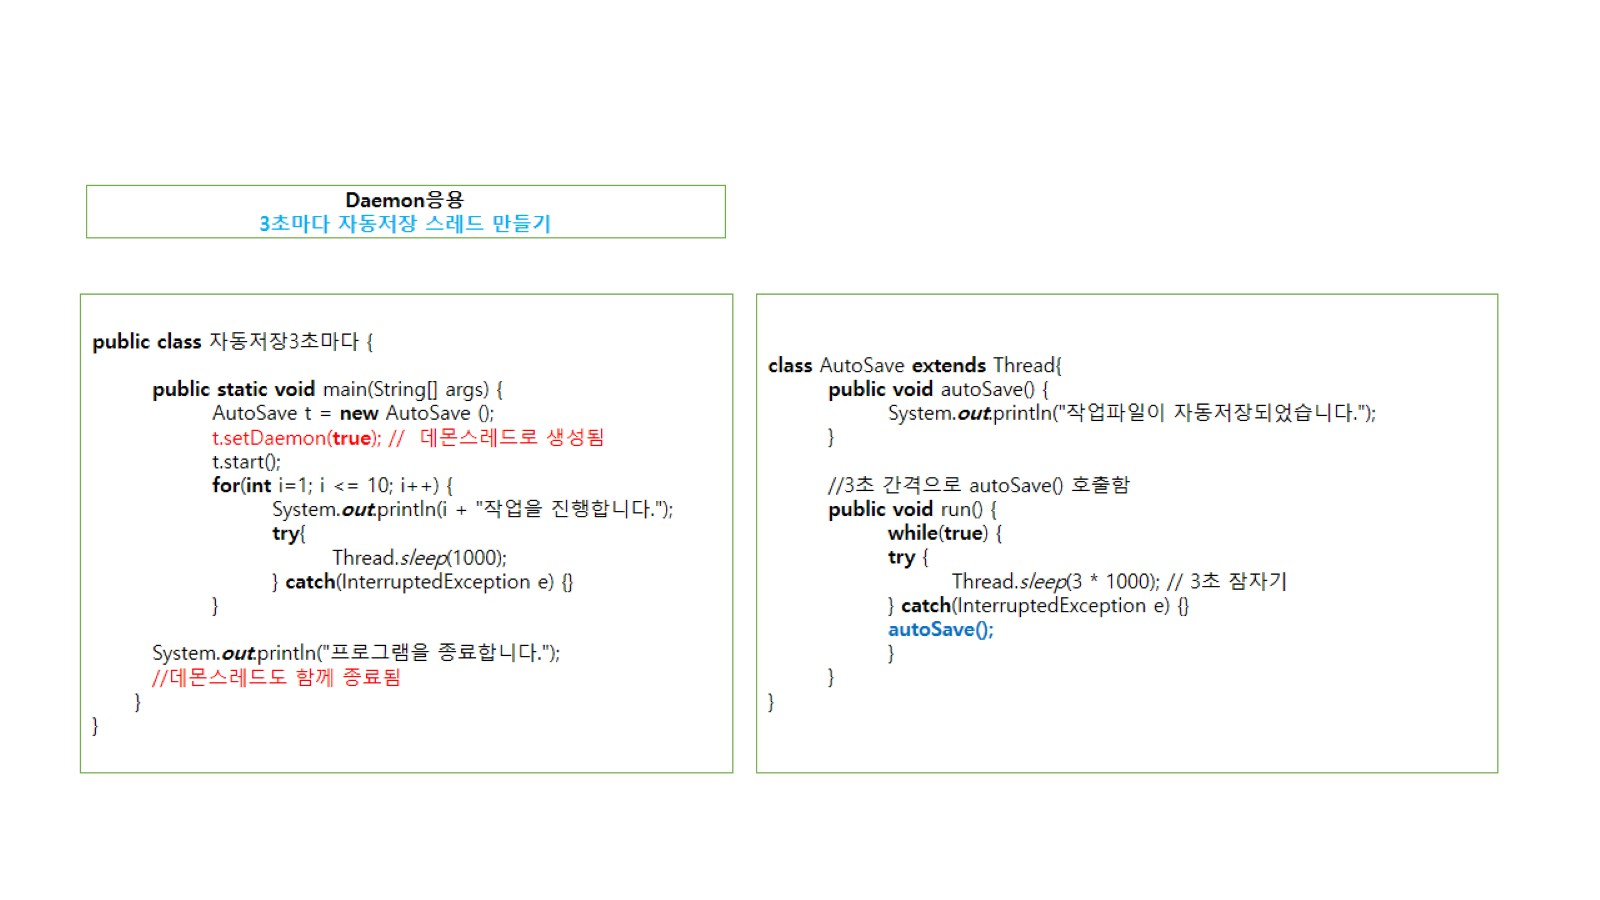 Daemon응용
3초마다 자동저장 스레드 만들기
public class 자동저장3초마다 {
public static void main(String[] args) {
AutoSave t = new AutoSave ();
t.setDaemon(true); // 데몬스레드로 생성됨
t.start();
for(int i=1; i <= 10; i++) {
System.out.println(i + "작업을 진행합니다.");
try{
Thread.sleep(1000);
} catch(InterruptedException e) {}
}
System.out.println("프로그램을 종료합니다.");
//데몬스레드도 함께 종료됨
}
}
class AutoSave extends Thread{
public void autoSave() {
System.out.println("작업파일이 자동저장되었습니다.");
}
//3초 간격으로 autoSave() 호출함
public void run() {
while(true) {
try {
Thread.sleep(3 * 1000); // 3초 잠자기
} catch(InterruptedException e) {}
autoSave();
}
}
}